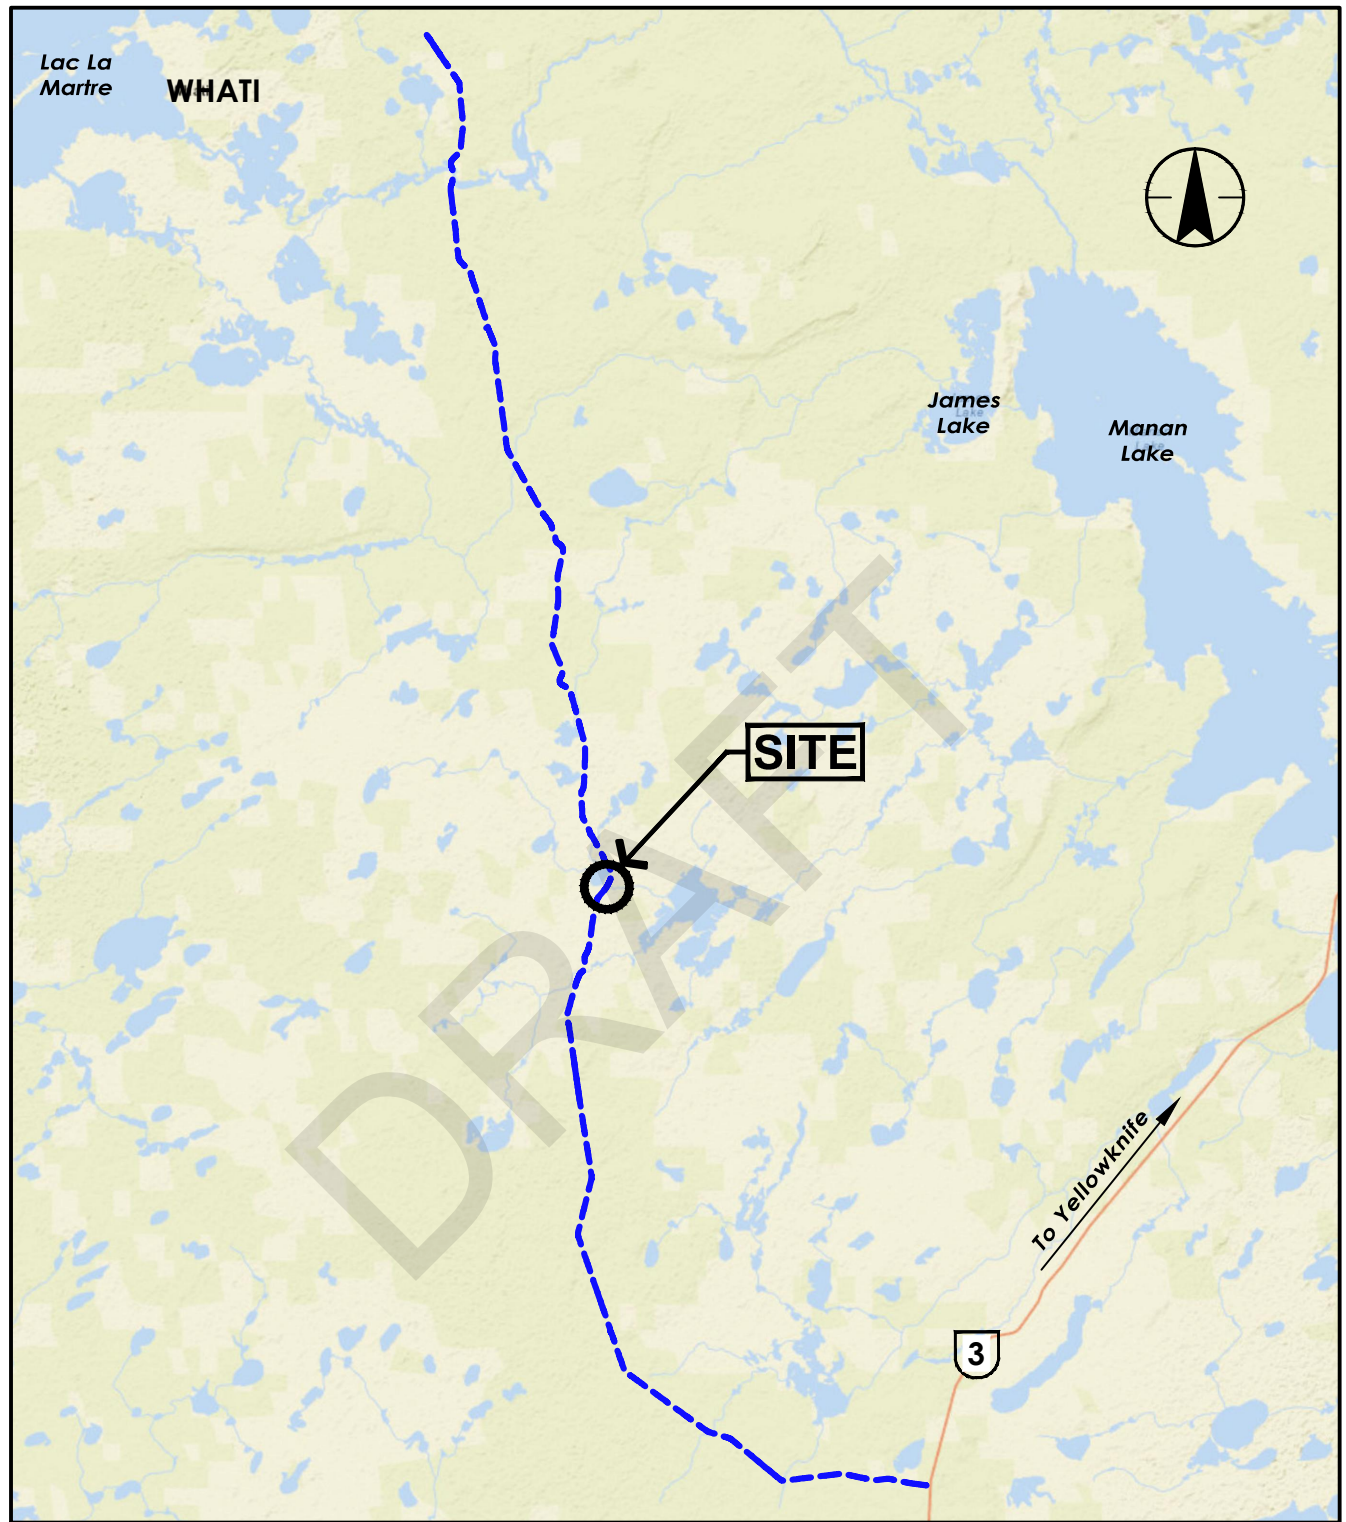 Lac La
Martre
WHATI
James
Lake
Manan
Lake
SITE
DRAFT
To Yellowknife
3